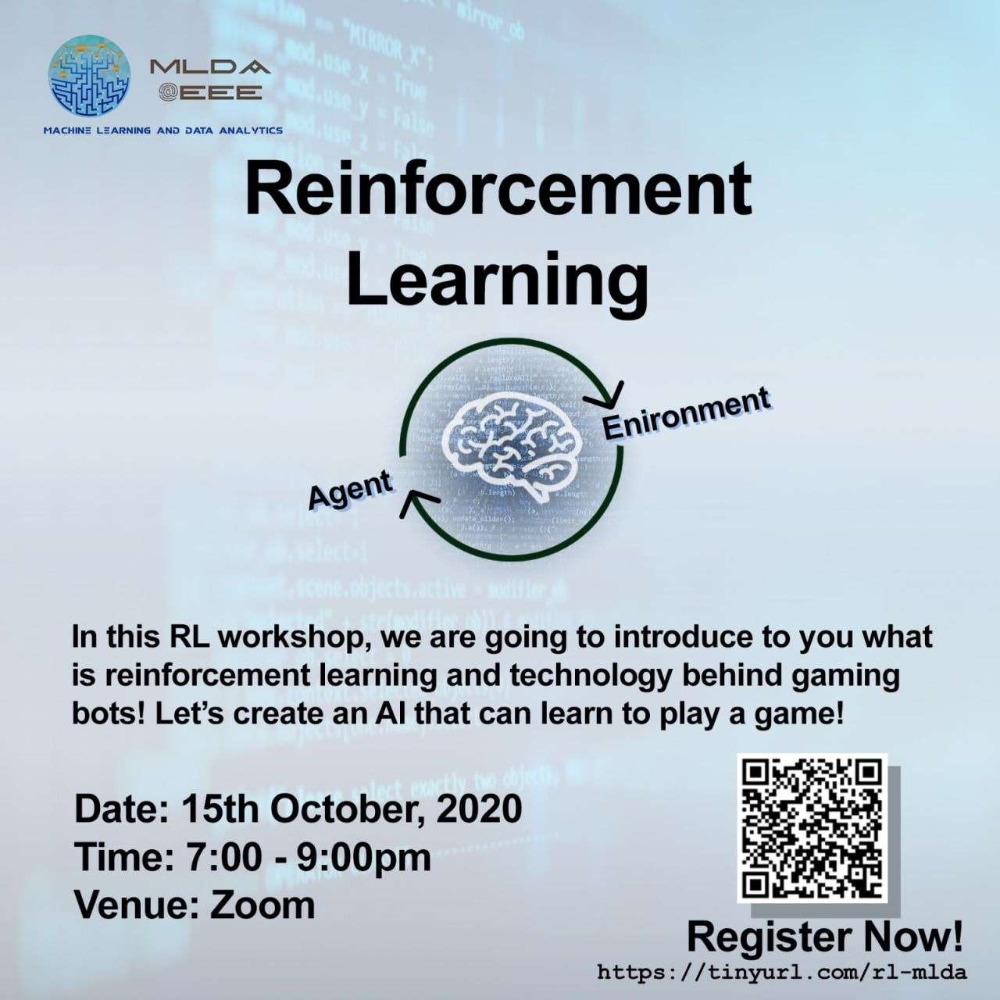 MLDA
@EEE
MACHINE LEARNING AND DATA ANALYTICS
Reinforcement
Learning
Enironment
Agent
In this RL workshop, we are going to introduce to you what
is reinforcement learning and technology behind gaming
bots! Let’s create an AI that can learn to play a game!
Date: 15th October, 2020
Time: 7:00 - 9:00pm
Venue: Zoom
Register Now!
https://tinyurl.com/rl-mlda